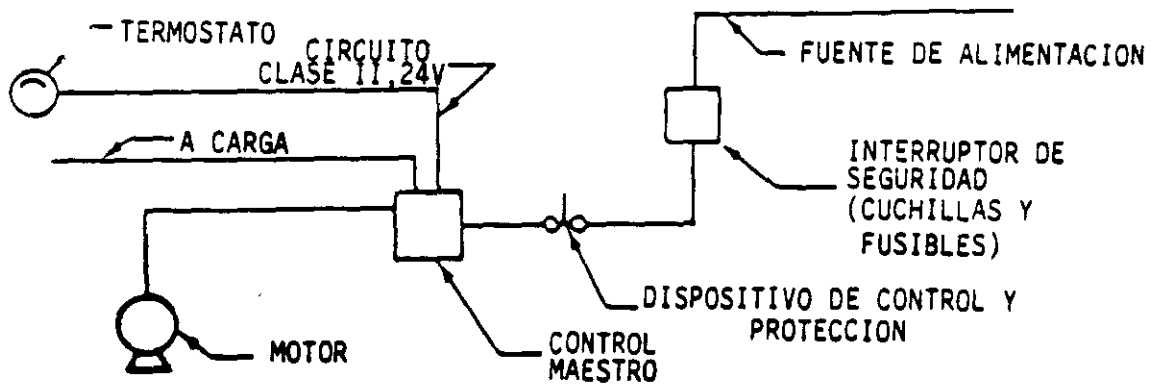 TERMOSTATO
CIRCUITO
CLASE II,24V
FUENTE DE ALIMENTACION
A CARGA
INTERRUPTOR DE
SEGURIDAD
(CUCHILLAS Y
FUSIBLES)
DISPOSITIVO DE CONTROL Y
PROTECCION
MOTOR
CONTROL
MAESTRO